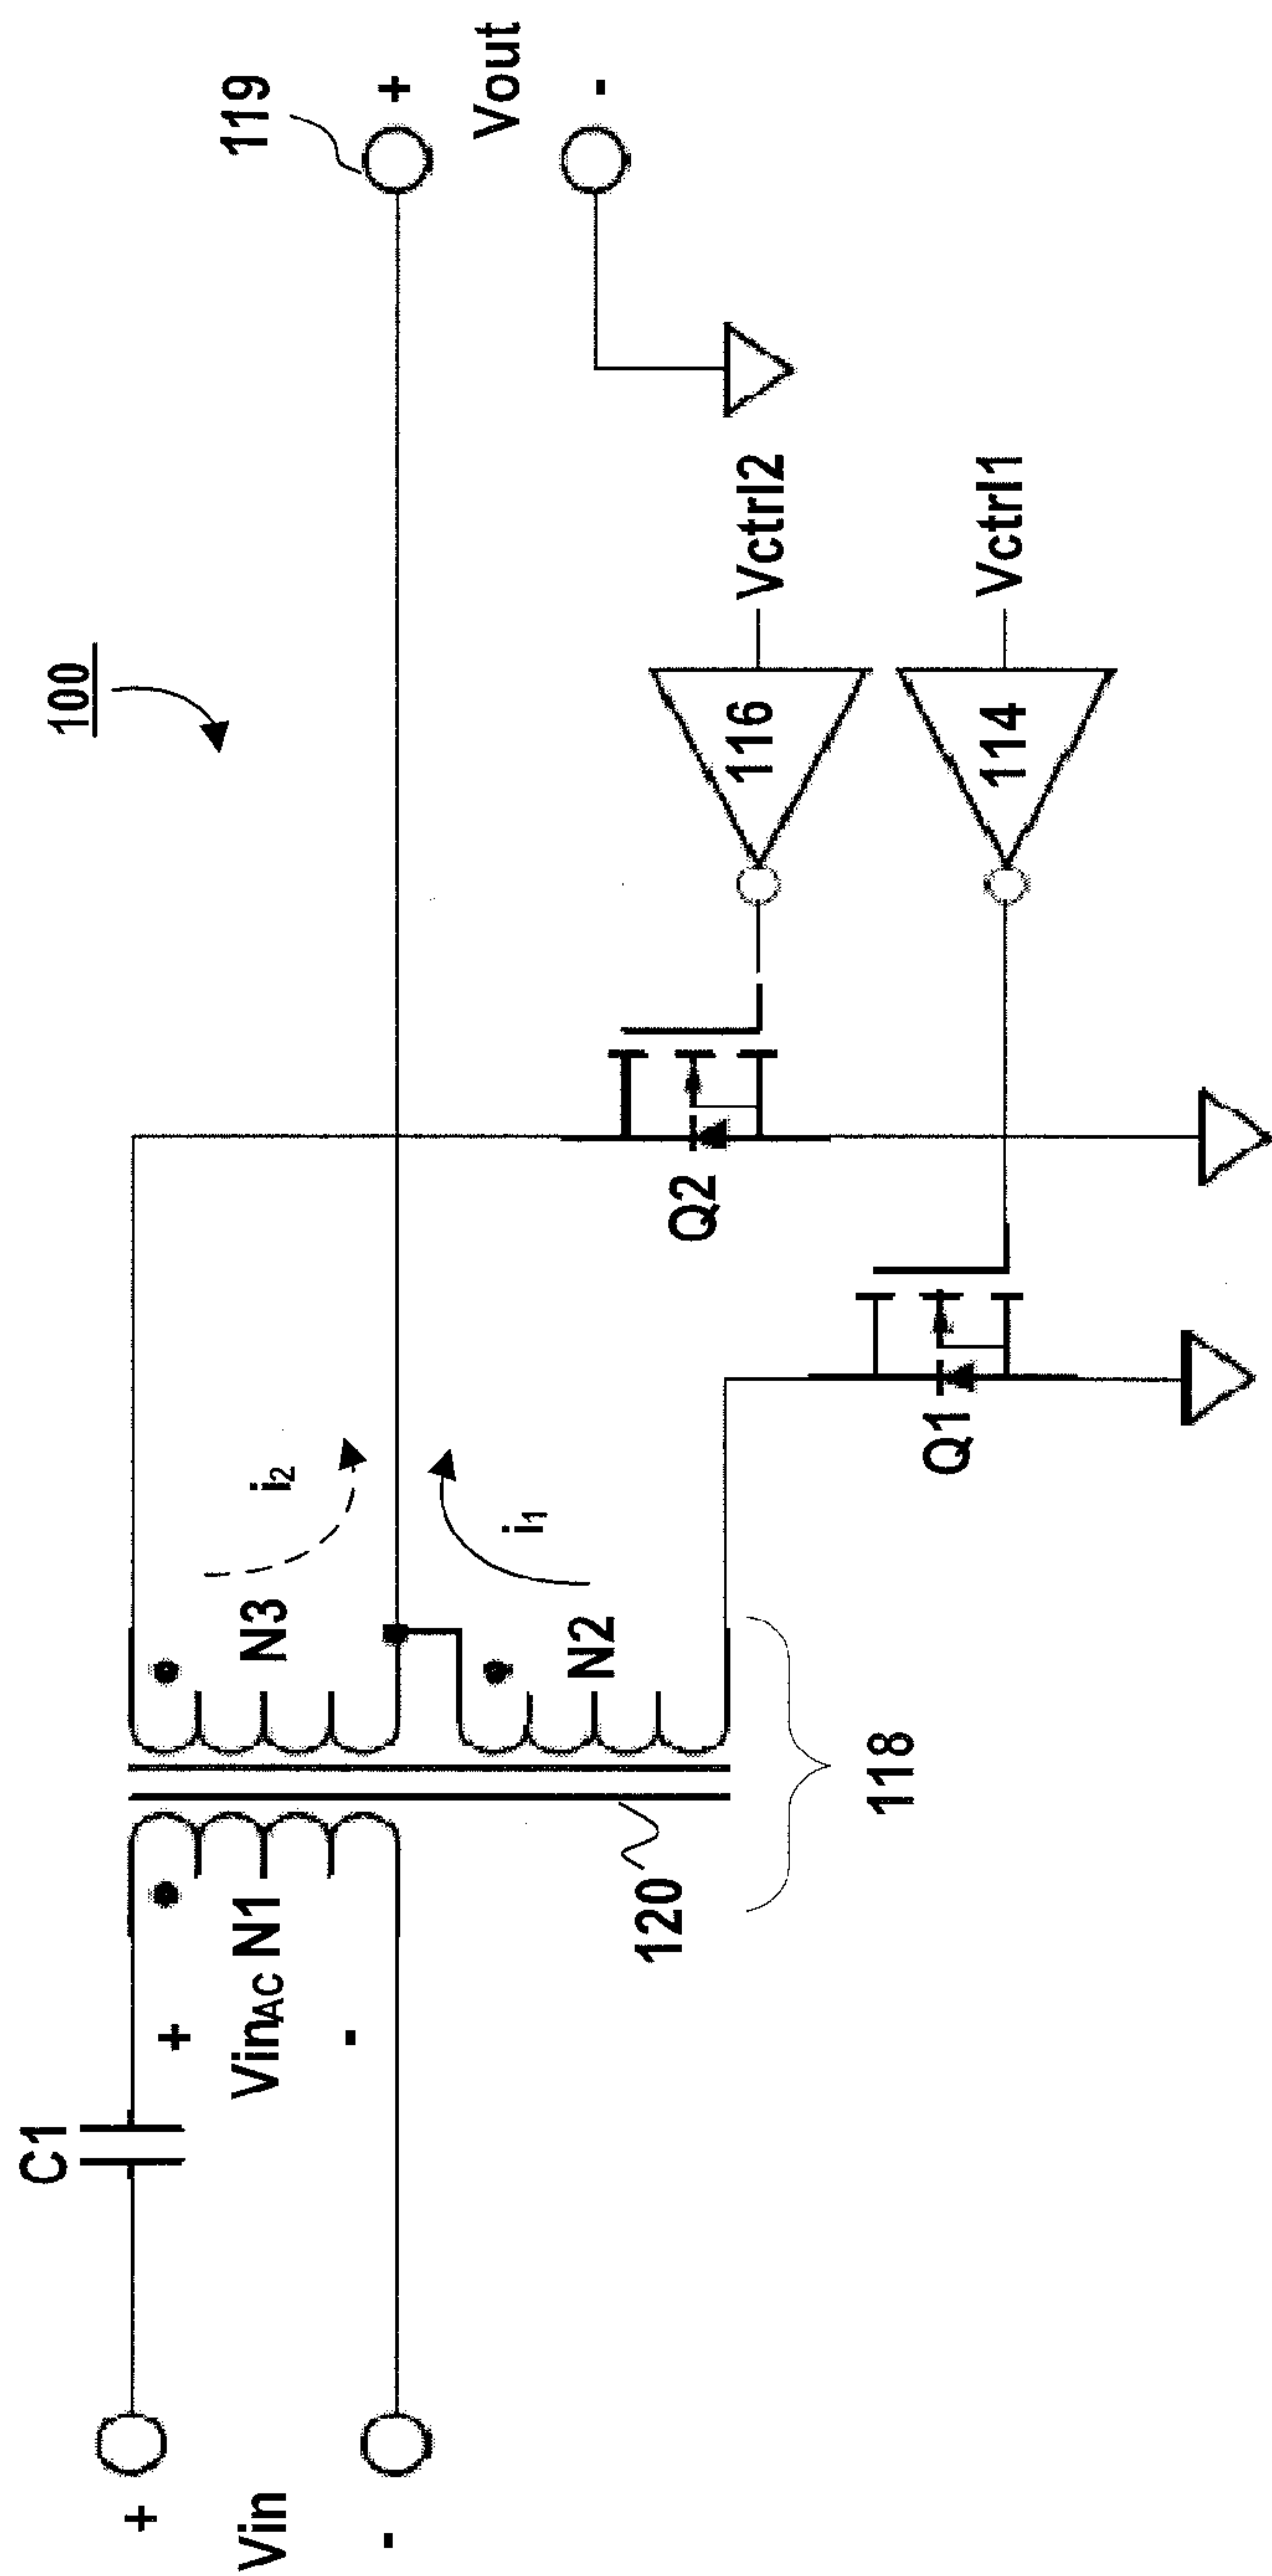 100
C1
+
Vin
-
+
VinAC
-
N1
N3
i2
i1
N2
120
118
119
+
Vout
-
Q2
Q1
116
Vctrl2
114
Vctrl1